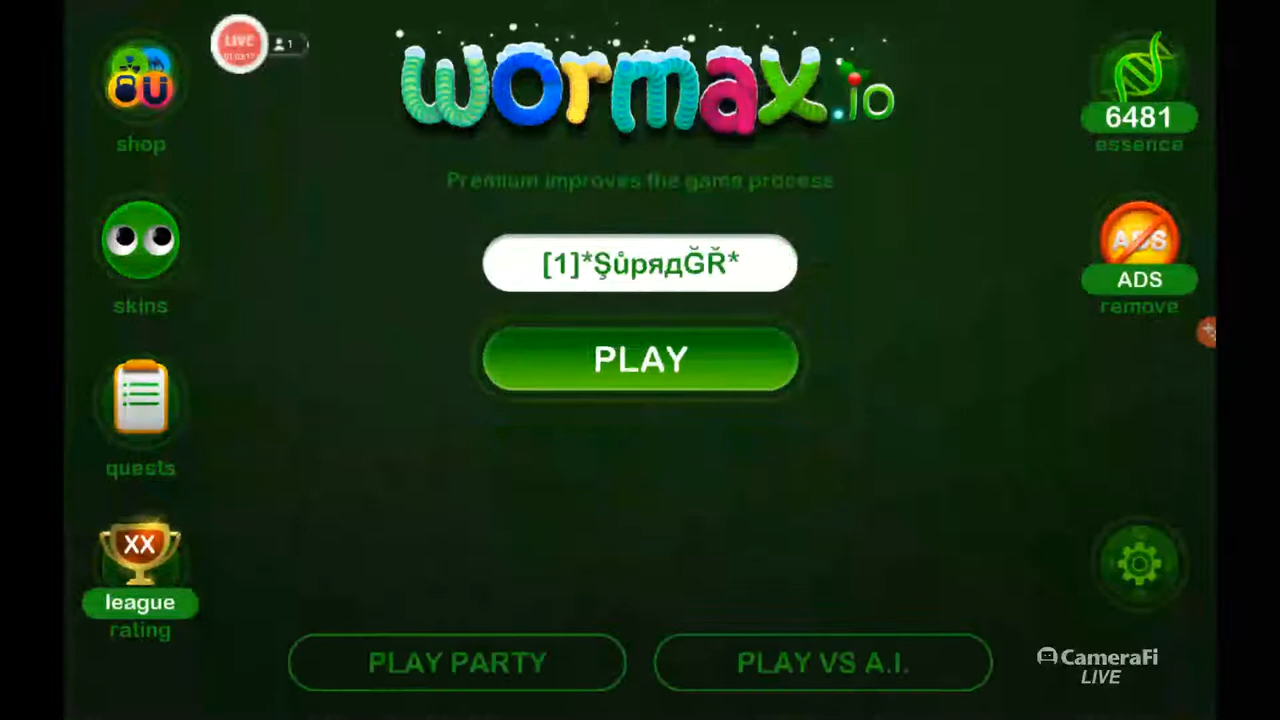 LIVE
1
wormax.io
6481
shop
essence
Premium improves the game process
[1]*ŞůpядĞŘ*
ADS
ADS
skins
remove
PLAY
quests
XX
league
rating
PLAY PARTY
PLAY VS A.I.
CameraFi
LIVE